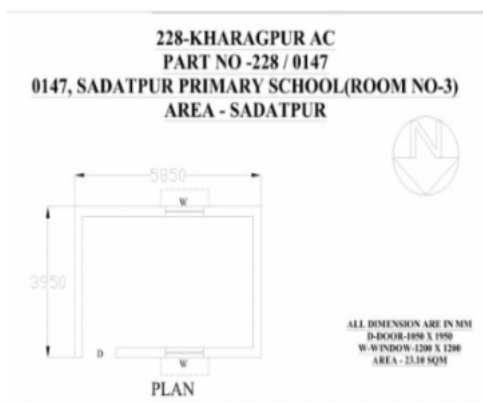 228-KHARAGPUR AC
PART NO -228 / 0147
0147, SADATPUR PRIMARY SCHOOL(ROOM NO-3)
AREA - SADATPUR
N
5850
W
3950
D
W
PLAN
ALL DIMENSION ARE IN MM
D-DOOR-1050 X 1950
W-WINDOW-1200 X 1200
AREA - 23.10 SQM